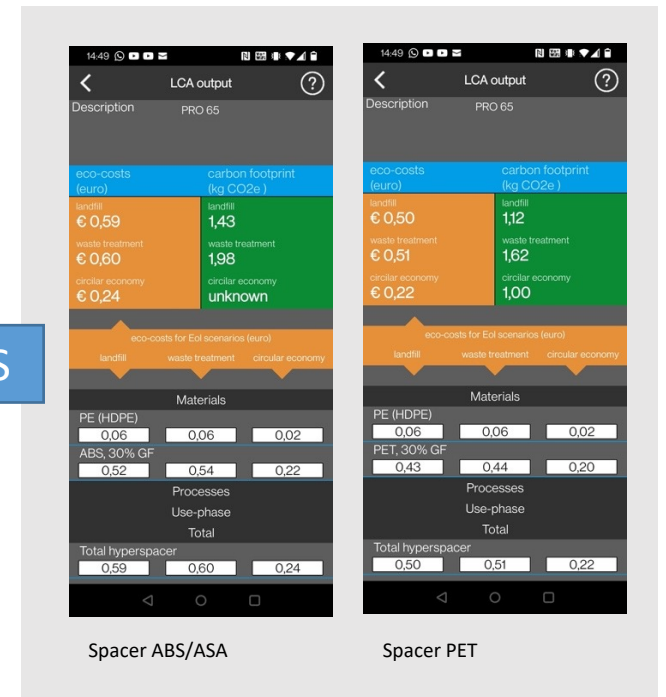 14:49
LCA output
?
Description PRO 65
eco-costs (euro)
carbon footprint (kg CO2e )
landfill
€ 0,59
landfill
1,43
waste treatment
€ 0,60
waste treatment
1,98
circilar economy
€ 0,24
circilar economy
unknown
eco-costs for Eol scenarios (euro)
landfill waste treatment circular economy
Materials
PE (HDPE)
0,06 0,06 0,02
ABS, 30% GF
0,52 0,54 0,22
Processes
Use-phase
Total
Total hyperspacer
0,59 0,60 0,24
Spacer ABS/ASA
14:49
LCA output
?
Description PRO 65
eco-costs (euro)
carbon footprint (kg CO2e )
landfill
€ 0,50
landfill
1,12
waste treatment
€ 0,51
waste treatment
1,62
circilar economy
€ 0,22
circilar economy
1,00
eco-costs for Eol scenarios (euro)
landfill waste treatment circular economy
Materials
PE (HDPE)
0,06 0,06 0,02
PET, 30% GF
0,43 0,44 0,20
Processes
Use-phase
Total
Total hyperspacer
0,50 0,51 0,22
Spacer PET
S